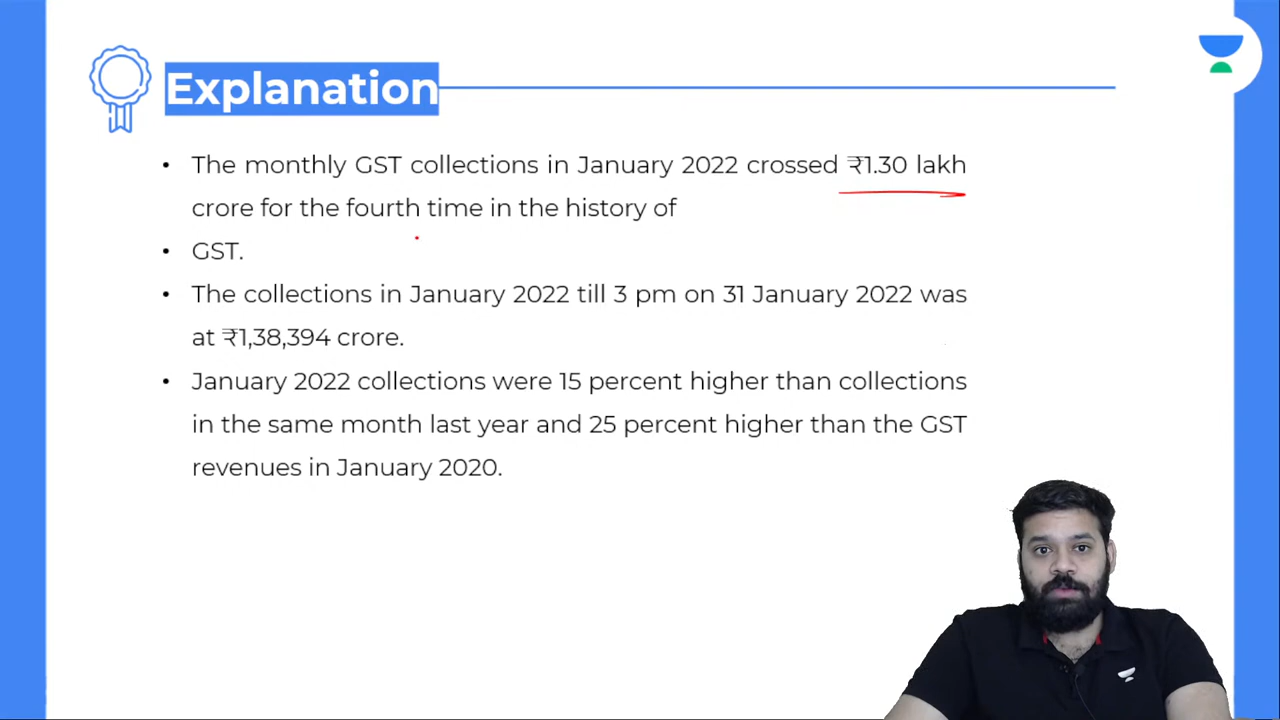 Explanation
• The monthly GST collections in January 2022 crossed ₹1.30 lakh
crore for the fourth time in the history of
• GST.
• The collections in January 2022 till 3 pm on 31 January 2022 was
at ₹1,38,394 crore.
• January 2022 collections were 15 percent higher than collections
in the same month last year and 25 percent higher than the GST
revenues in January 2020.